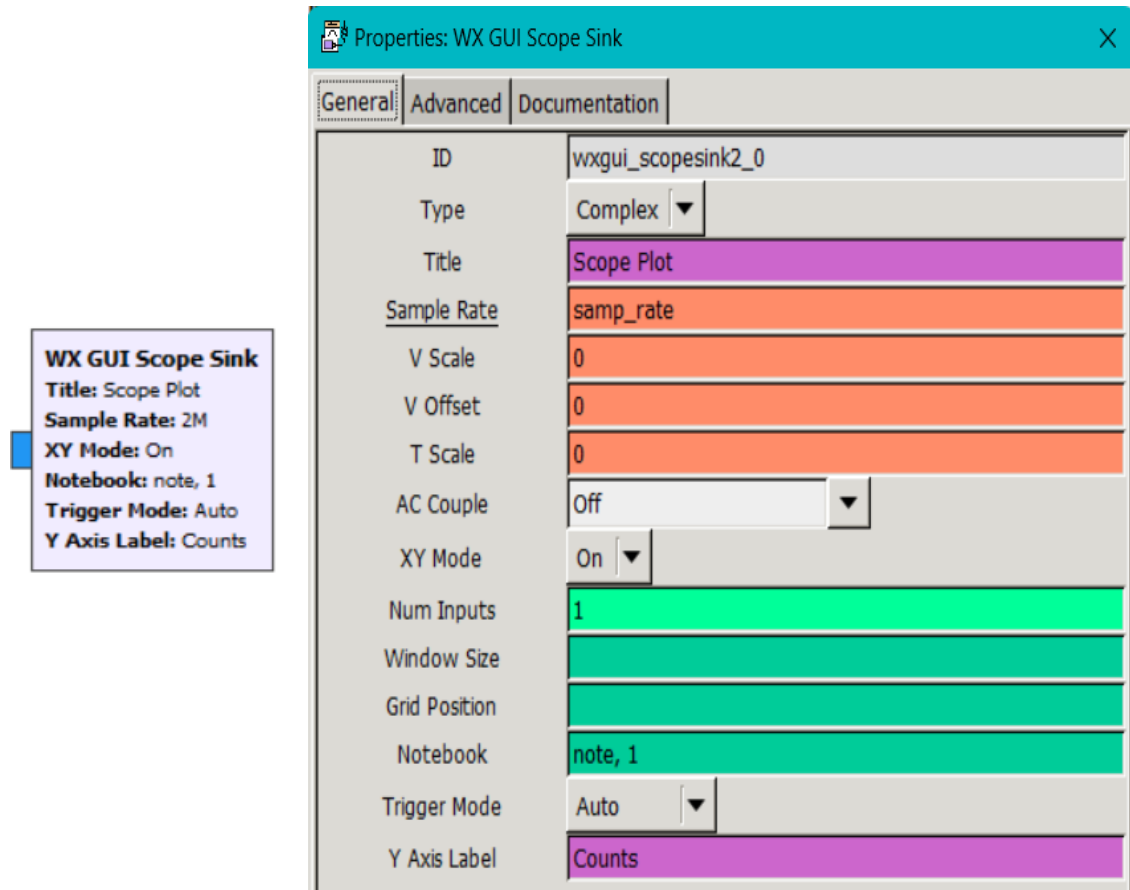 WX GUI Scope Sink
Title: Scope Plot
Sample Rate: 2M
XY Mode: On
Notebook: note, 1
Trigger Mode: Auto
Y Axis Label: Counts
Properties: WX GUI Scope Sink
General Advanced Documentation
ID wxgui_scopesink2_0
Type Complex
Title Scope Plot
Sample Rate samp_rate
V Scale 0
V Offset 0
T Scale 0
AC Couple Off
XY Mode On
Num Inputs 1
Window Size
Grid Position
Notebook note, 1
Trigger Mode Auto
Y Axis Label Counts